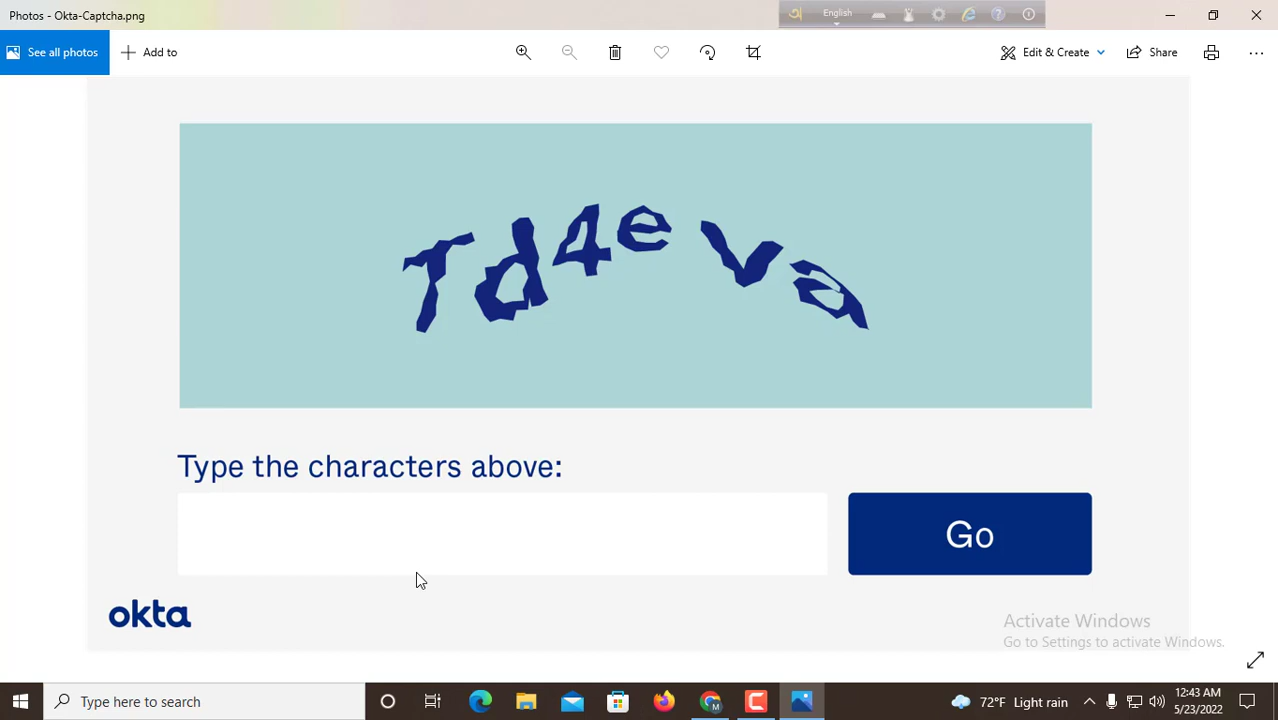 Photos - Okta-Captcha.png
English
See all photos
Add to
Edit & Create
Share
Td4eva
Type the characters above:
Go
okta
Activate Windows
Go to Settings to activate Windows.
Type here to search
72°F Light rain
12:43 AM
5/23/2022